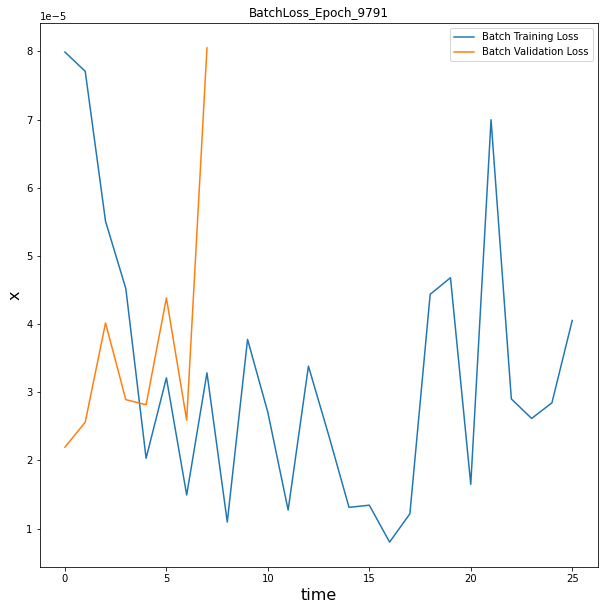 BatchLoss_Epoch_9791
1e−5
Batch Training Loss
Batch Validation Loss
8
7
6
5
4
3
2
1
x
0 5 10 15 20 25
time